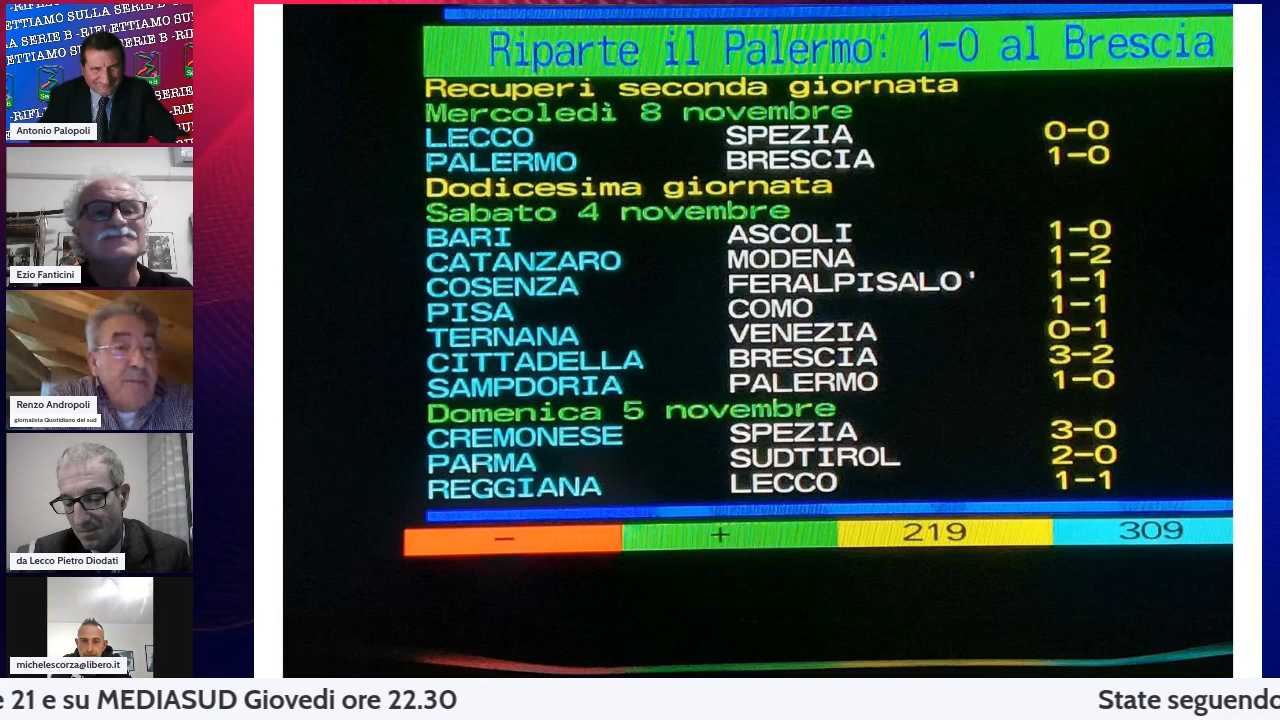 ETTIAMO SULLA SERIE B -RIFLETTIAMO SU
Antonio Palopoli
Ezio Fanticini
Renzo Andropoli
giornalista Quotidiano del sud
da Lecco Pietro Diodati
michelescorza@libero.it
Riparte il Palermo: 1-0 al Brescia
Recuperi seconda giornata
Mercoledì 8 novembre
LECCO SPEZIA 0-0
PALERMO BRESCIA 1-0
Dodicesima giornata
Sabato 4 novembre
BARI ASCOLI 1-0
CATANZARO MODENA 1-2
COSENZA FERALPISALO' 1-1
PISA COMO 1-1
TERNANA VENEZIA 0-1
CITTADELLA BRESCIA 3-2
SAMPDORIA PALERMO 1-0
Domenica 5 novembre
CREMONESE SPEZIA 3-0
PARMA SUDTIROL 2-0
REGGIANA LECCO 1-1
- + 219 309
e 21 e su MEDIASUD Giovedi ore 22.30 State seguendo